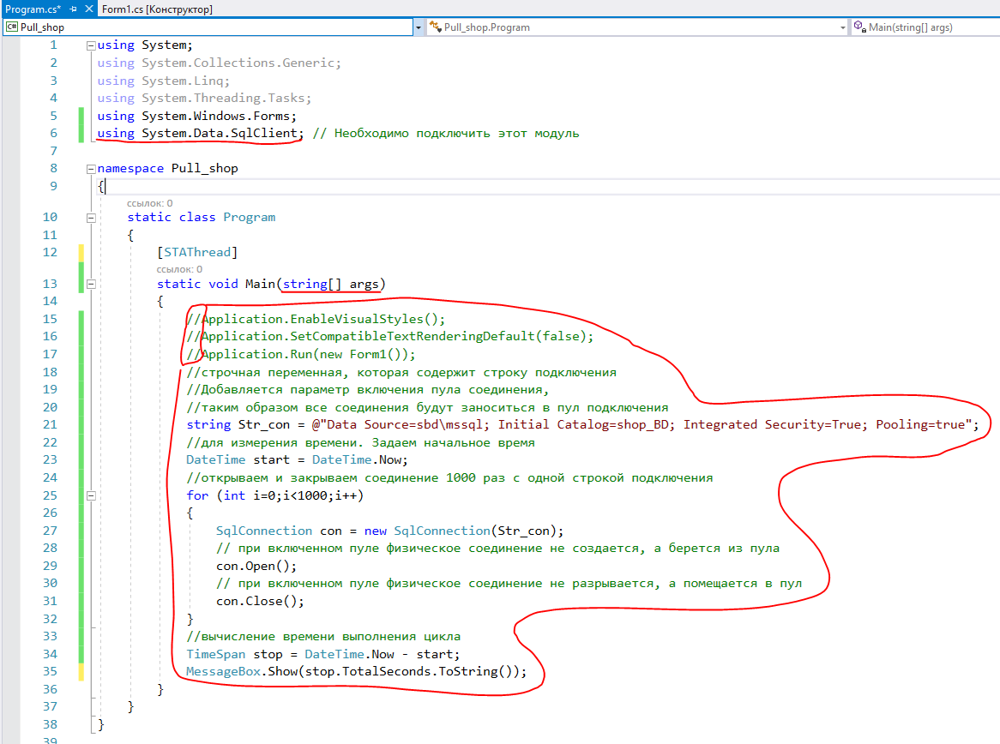 Program.cs* Form1.cs [Конструктор]
C# Pull_shop Pull_shop.Program Main(string[] args)
1 using System;
2 using System.Collections.Generic;
3 using System.Linq;
4 using System.Threading.Tasks;
5 using System.Windows.Forms;
6 using System.Data.SqlClient; // Необходимо подключить этот модуль
7
8 namespace Pull_shop
9 {
ссылок: 0
10 static class Program
11 {
12 [STAThread]
ссылок: 0
13 static void Main(string[] args)
14 {
15 //Application.EnableVisualStyles();
16 //Application.SetCompatibleTextRenderingDefault(false);
17 //Application.Run(new Form1());
18 //строчная переменная, которая содержит строку подключения
19 //Добавляется параметр включения пула соединения,
20 //таким образом все соединения будут заноситься в пул подключения
21 string Str_con = @"Data Source=sbd\mssql; Initial Catalog=shop_BD; Integrated Security=True; Pooling=true";
22 //для измерения времени. Задаем начальное время
23 DateTime start = DateTime.Now;
24 //открываем и закрываем соединение 1000 раз с одной строкой подключения
25 for (int i=0;i<1000;i++)
26 {
27 SqlConnection con = new SqlConnection(Str_con);
28 // при включенном пуле физическое соединение не создается, а берется из пула
29 con.Open();
30 // при включенном пуле физическое соединение не разрывается, а помещается в пул
31 con.Close();
32 }
33 //вычисление времени выполнения цикла
34 TimeSpan stop = DateTime.Now - start;
35 MessageBox.Show(stop.TotalSeconds.ToString());
36 }
37 }
38 }
39